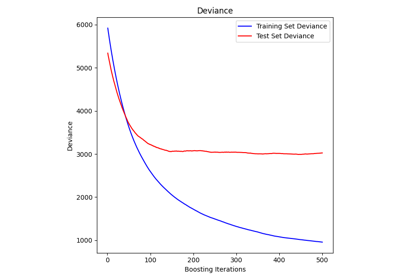 Deviance
Training Set Deviance
Test Set Deviance
6000
5000
4000
3000
2000
1000
Deviance
0
100
200
300
400
500
Boosting Iterations